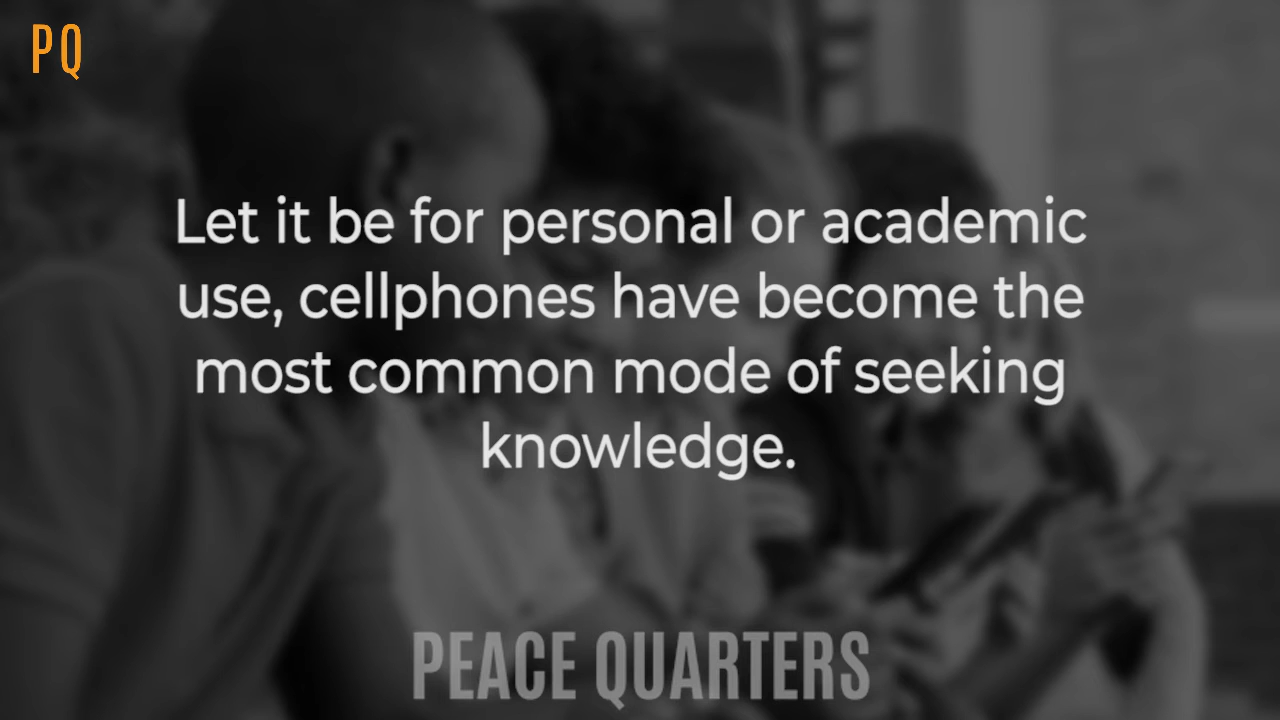 PQ
Let it be for personal or academic
use, cellphones have become the
most common mode of seeking
knowledge.
PEACE QUARTERS